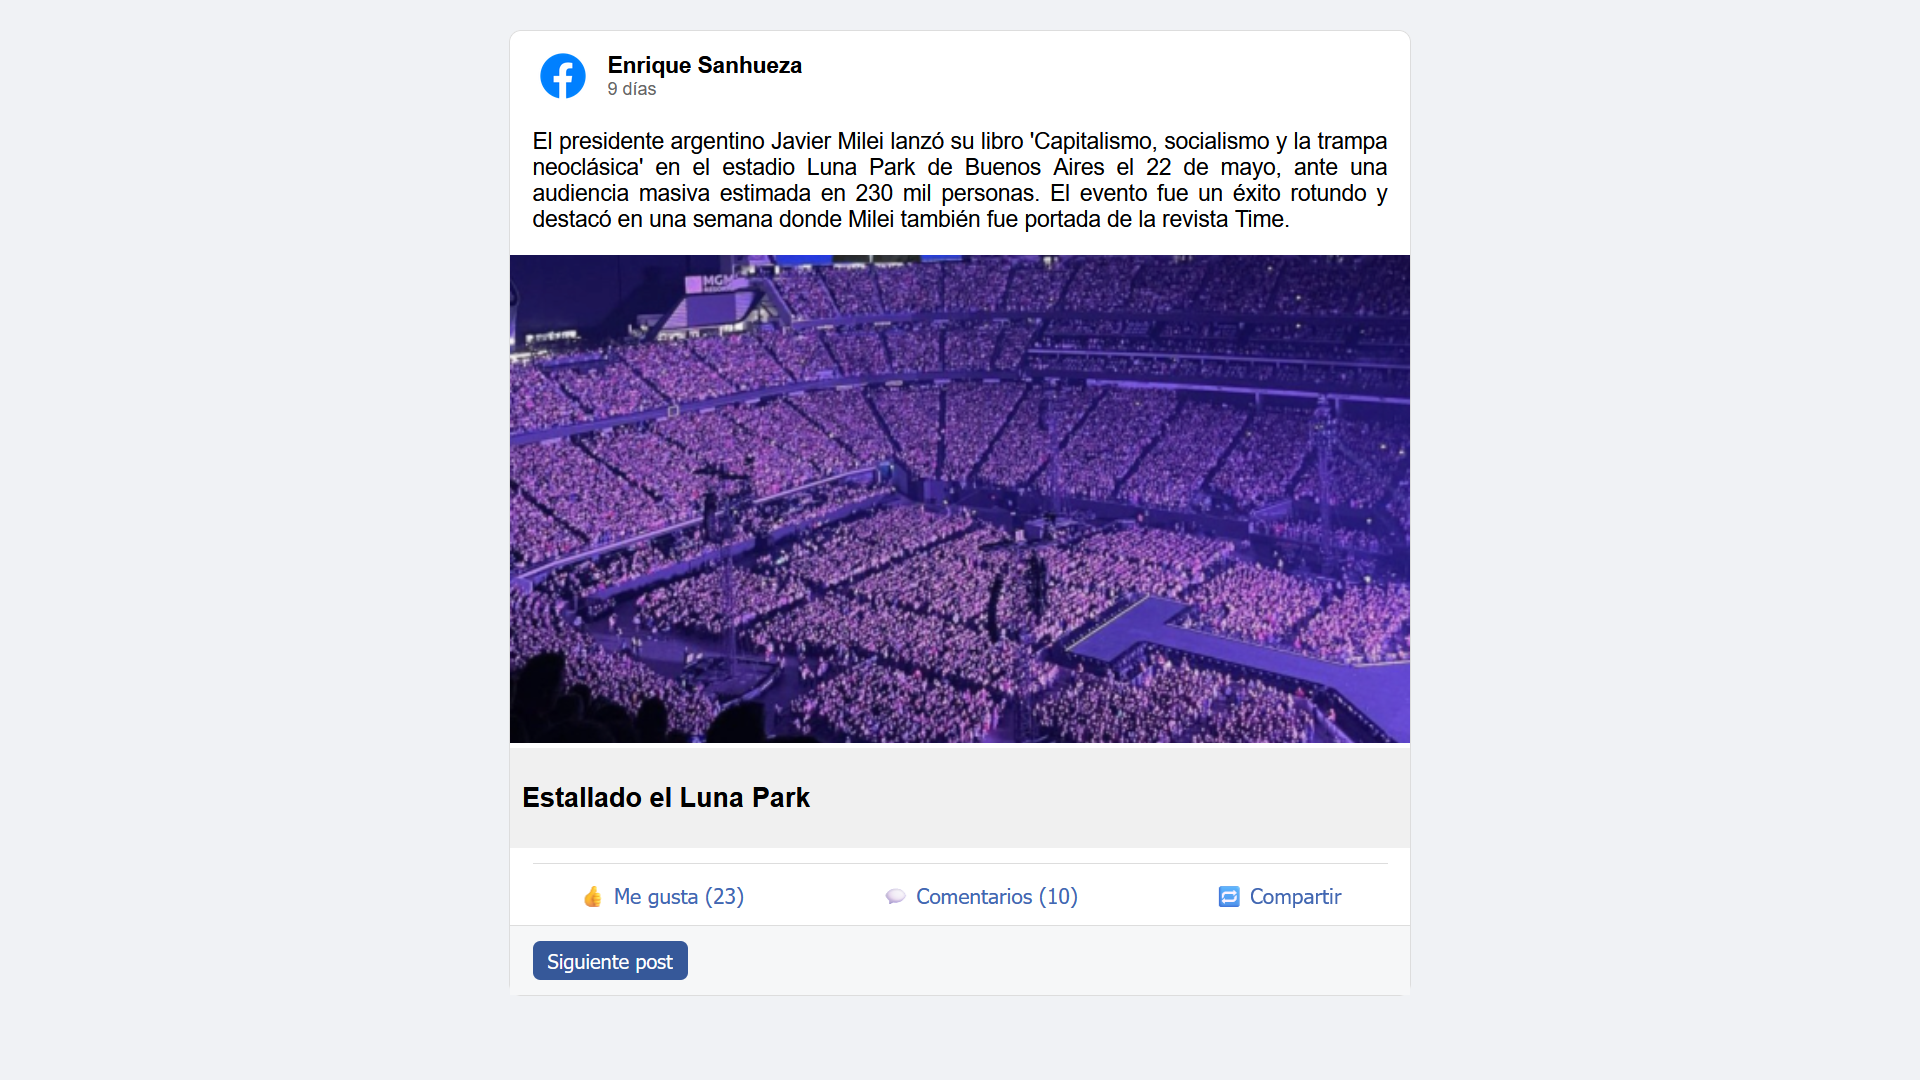 Enrique Sanhueza
9 días
El presidente argentino Javier Milei lanzó su libro 'Capitalismo, socialismo y la trampa
neoclásica' en el estadio Luna Park de Buenos Aires el 22 de mayo, ante una
audiencia masiva estimada en 230 mil personas. El evento fue un éxito rotundo y
destacó en una semana donde Milei también fue portada de la revista Time.
MGM
Estallado el Luna Park
Me gusta (23)
Comentarios (10)
Compartir
Siguiente post